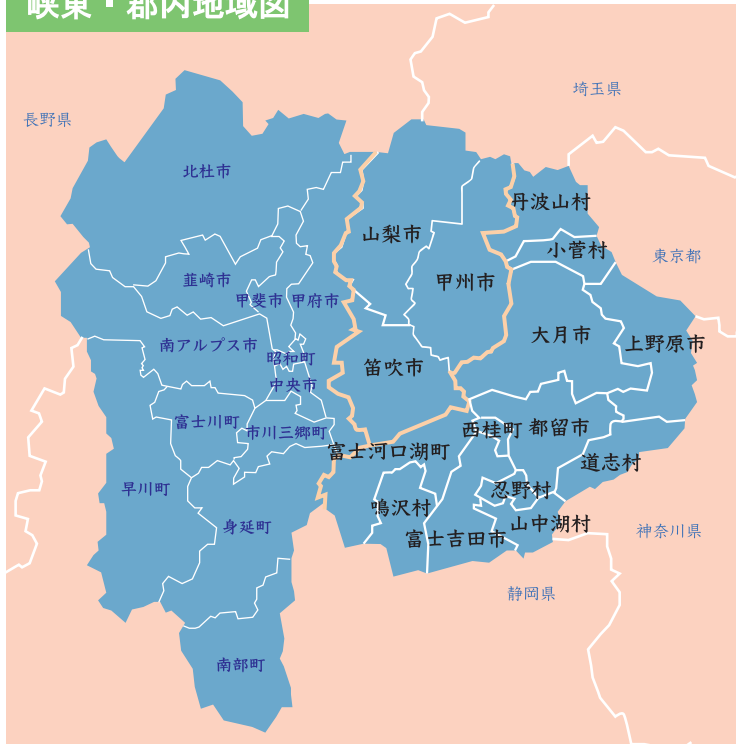 峡東・郡内地域図
埼玉県
長野県
北杜市
丹波山村
山梨市
小菅村
東京都
韮崎市
甲州市
甲斐市
甲府市
大月市
上野原市
南アルプス市
昭和町
笛吹市
中央市
富士川町
市川三郷町
西桂町
都留市
富士河口湖町
道志村
早川町
忍野村
鳴沢村
身延町
山中湖村
神奈川県
富士吉田市
静岡県
南部町